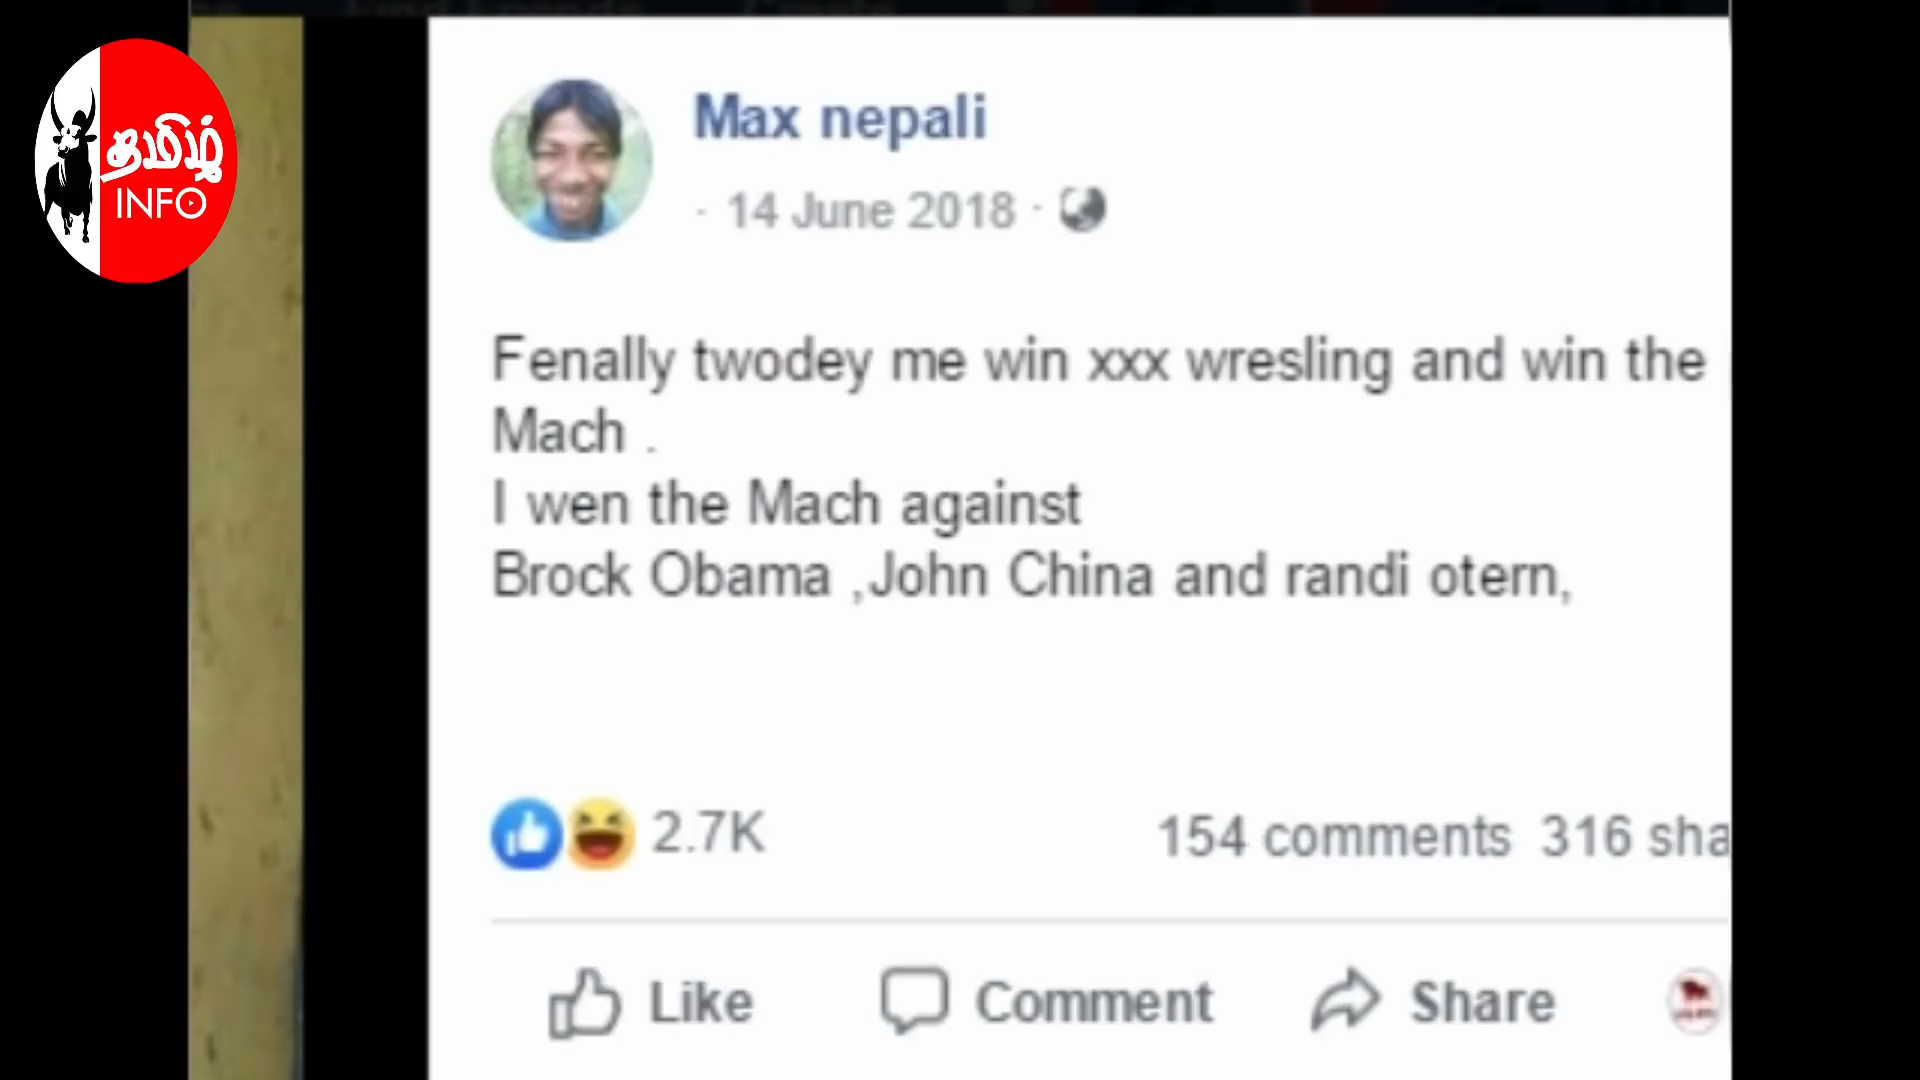 தமிழ்
INFO
Max nepali
· 14 June 2018 ·
Fenally twodey me win xxx wresling and win the
Mach .
I wen the Mach against
Brock Obama ,John China and randi otern,
2.7K
154 comments 316 sha
Like
Comment
Share